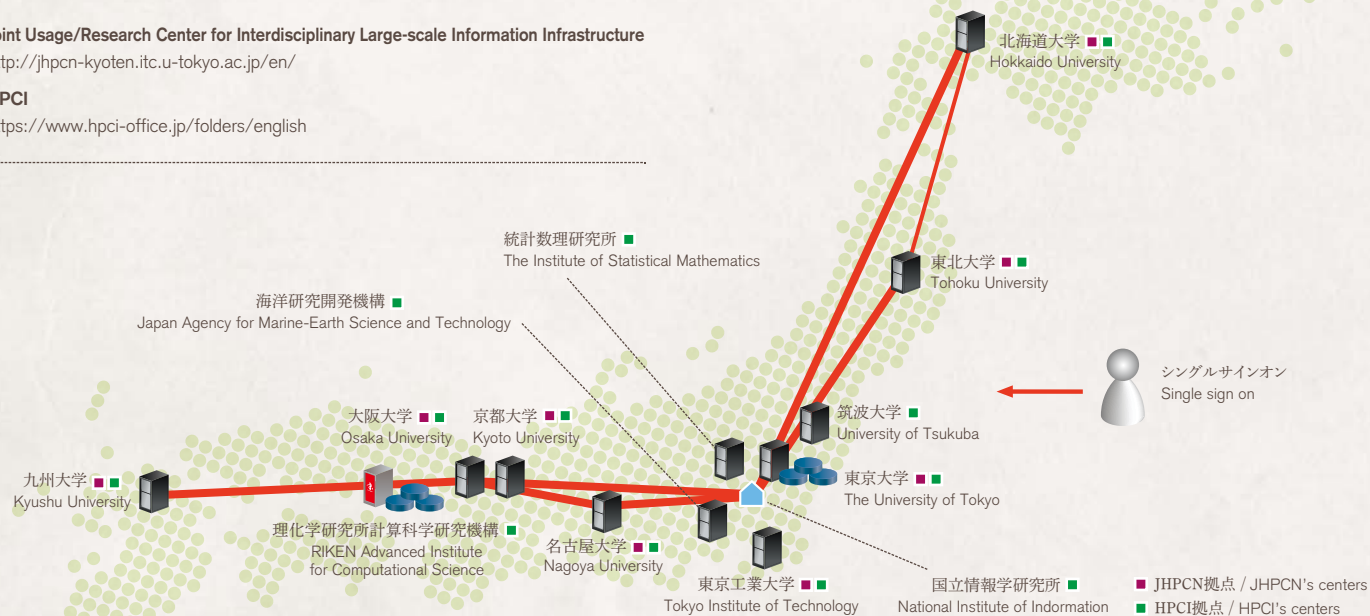 oint Usage/Research Center for Interdisciplinary Large-scale Information Infrastructure
tp://jhpcn-kyoten.itc.u-tokyo.ac.jp/en/
PCI
tps://www.hpci-office.jp/folders/english
北海道大学
Hokkaido University
統計数理研究所
The Institute of Statistical Mathematics
東北大学
Tohoku University
海洋研究開発機構
Japan Agency for Marine-Earth Science and Technology
シングルサインオン
Single sign on
大阪大学
Osaka University
京都大学
Kyoto University
筑波大学
University of Tsukuba
九州大学
Kyushu University
東京大学
The University of Tokyo
理化学研究所計算科学研究機構
RIKEN Advanced Institute
for Computational Science
名古屋大学
Nagoya University
東京工業大学
Tokyo Institute of Technology
国立情報学研究所
National Institute of Indormation
JHPCN拠点 / JHPCN's centers
HPCI拠点 / HPCI's centers